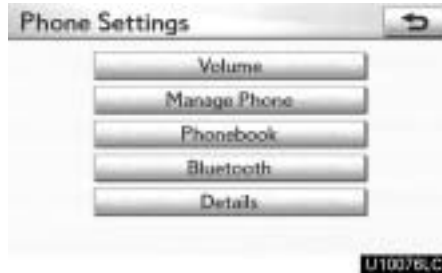 Phone Settings
Volume
Manage Phone
Phonebook
Bluetooth
Details
U10076LC